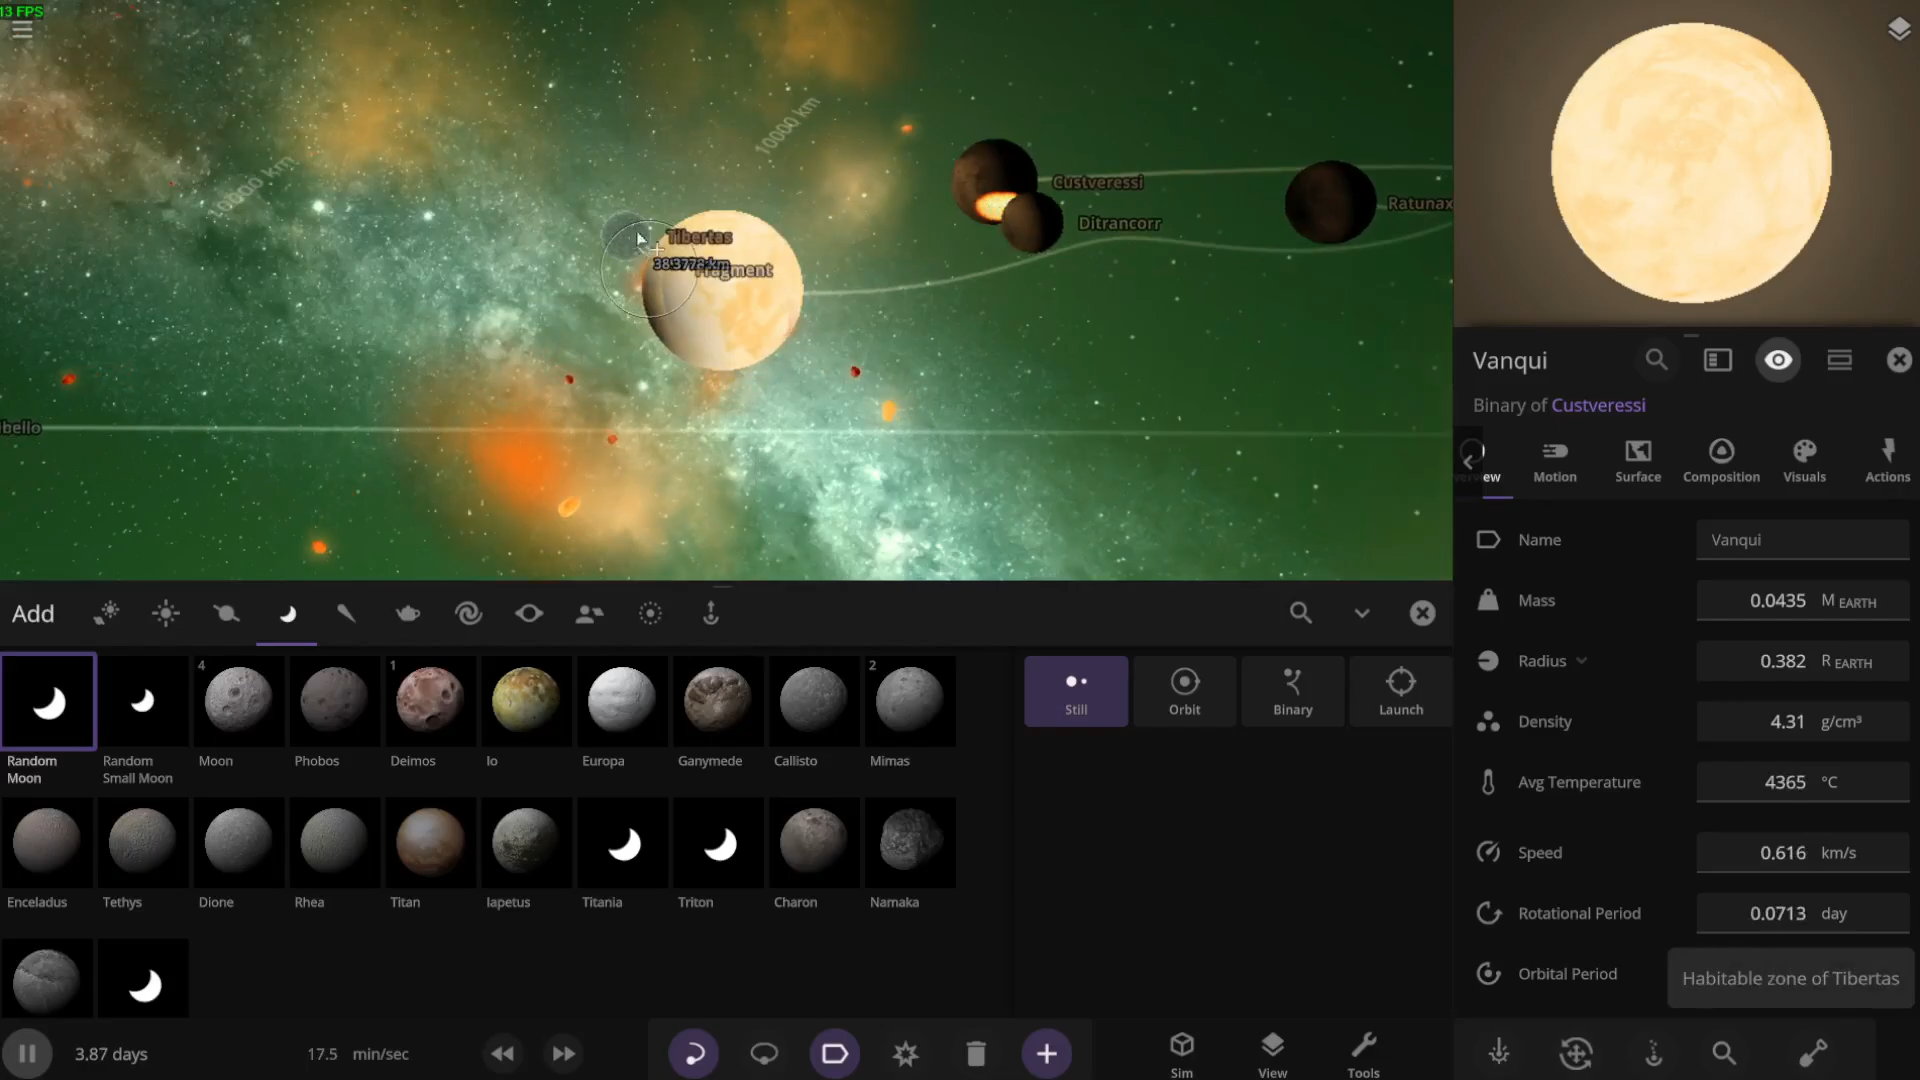 13 FPS
10000 km
10000 km
Custveressi
Ditrancorr
Ratunax
Tibertas
Fragment
ibello
Vanqui
Binary of Custveressi
ew
Motion
Surface
Composition
Visuals
Actions
Name
Vanqui
Mass
0.0435 M EARTH
Radius
0.382 R EARTH
Density
4.31 g/cm³
Avg Temperature
4365 °C
Speed
0.616 km/s
Rotational Period
0.0713 day
Orbital Period
Habitable zone of Tibertas
Add
4
1
2
Random
Moon
Random
Small Moon
Moon
Phobos
Deimos
Io
Europa
Ganymede
Callisto
Mimas
Enceladus
Tethys
Dione
Rhea
Titan
Iapetus
Titania
Triton
Charon
Namaka
Still
Orbit
Binary
Launch
3.87 days
17.5 min/sec
Sim
View
Tools